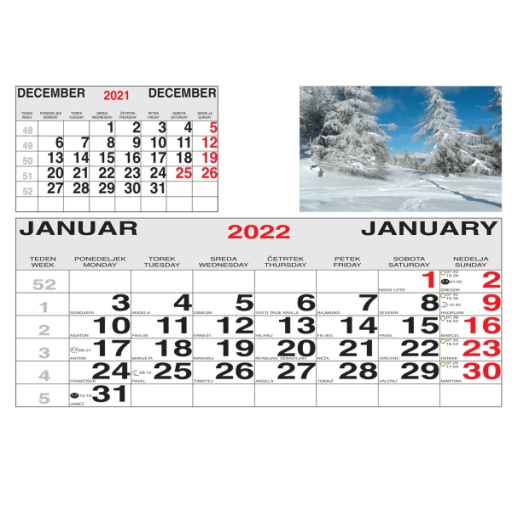 DECEMBER 2021 DECEMBER
TEDEN PONEDELJEK TOREK SREDA ČETRTEK PETEK SOBOTA NEDELJA
WEEK MONDAY TUESDAY WEDNESDAY THURSDAY FRIDAY SATURDAY SUNDAY
48 1 2 3 4 5
49 6 7 8 9 10 11 12
50 13 14 15 16 17 18 19
51 20 21 22 23 24 25 26
52 27 28 29 30 31
JANUAR 2022 JANUARY
TEDEN PONEDELJEK TOREK SREDA ČETRTEK PETEK SOBOTA NEDELJA
WEEK MONDAY TUESDAY WEDNESDAY THURSDAY FRIDAY SATURDAY SUNDAY
52 1 2
NOVO LETO GREGOR
1 3 4 5 6 7 8 9
GENOVEFA ANGELA SIMEON SVETI TRIJE KRALJI RAJMUND SEVERIN
2 10 11 12 13 14 15 16
AGATON PAVLIN ERNEST HILARIJ FELIKS PAVEL MARCEL
3 17 18 19 20 21 22 23
ANTON MARJETA MAKARIJ SEBASTIJAN NEŽA VINCENC HENRIK
4 24 25 26 27 28 29 30
FRANČIŠEK PAVEL TIMOTEJ ANGELA TOMAŽ VALERIJ MARTINA
5 31
JANEZ